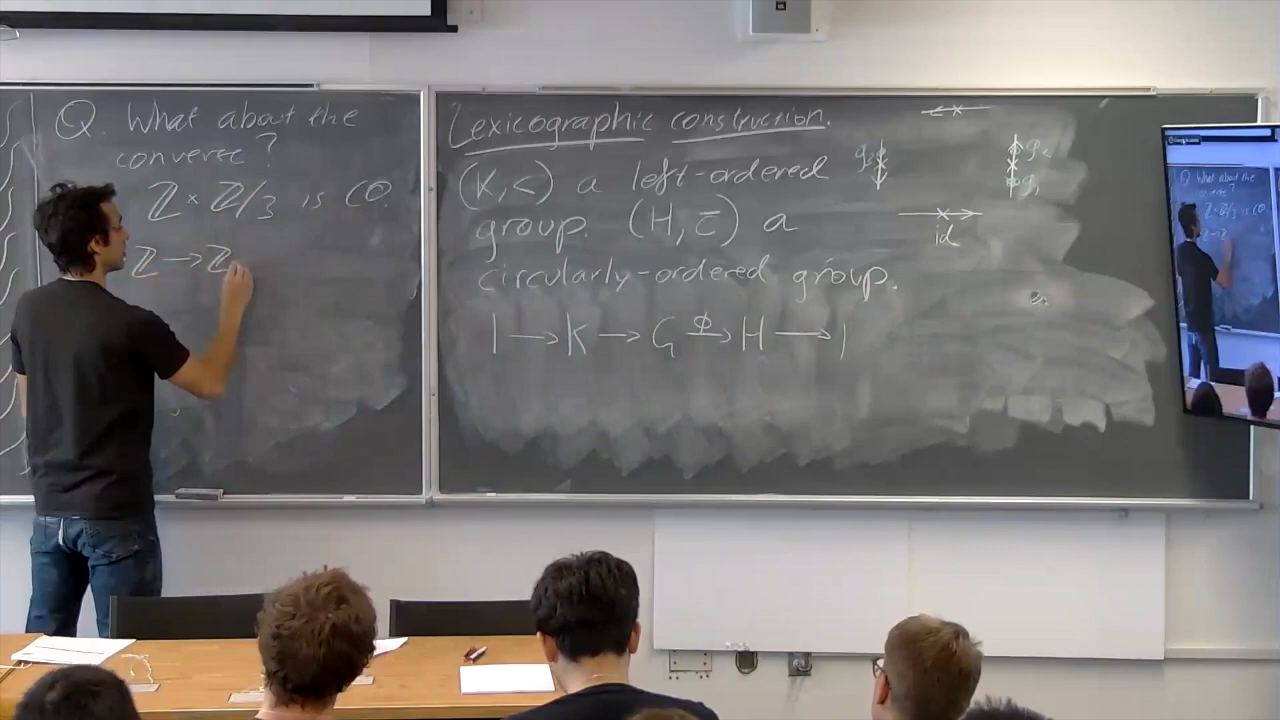 Q. What about the
converse?
ℤ × ℤ/3 is CO.
ℤ → ℤ
Lexicographic construction.
(K, <) a left-ordered
group. (H, c̄) a
circularly-ordered group.
1 → K → G →^ϕ H → 1
g₂
g₁
id